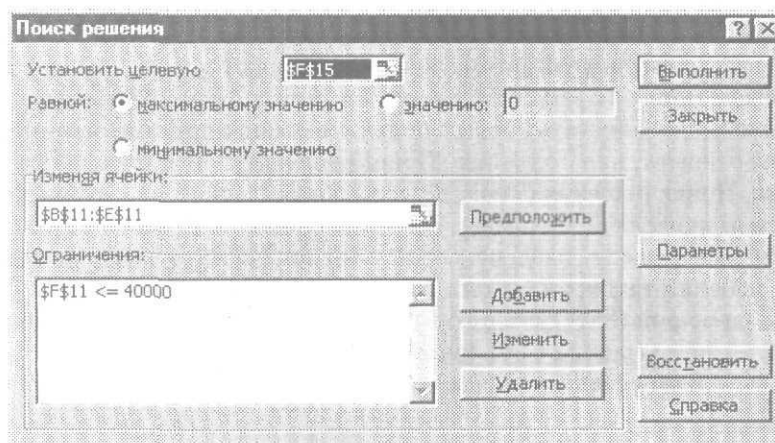 Поиск решения
Установить целевую $F$15 Выполнить
Равной: максимальному значению значению: 0 Закрыть
минимальному значению
Изменяя ячейки:
$B$11:$E$11 Предположить
Ограничения: Параметры
$F$11 <= 40000 Добавить
Изменить
Удалить Восстановить
Справка